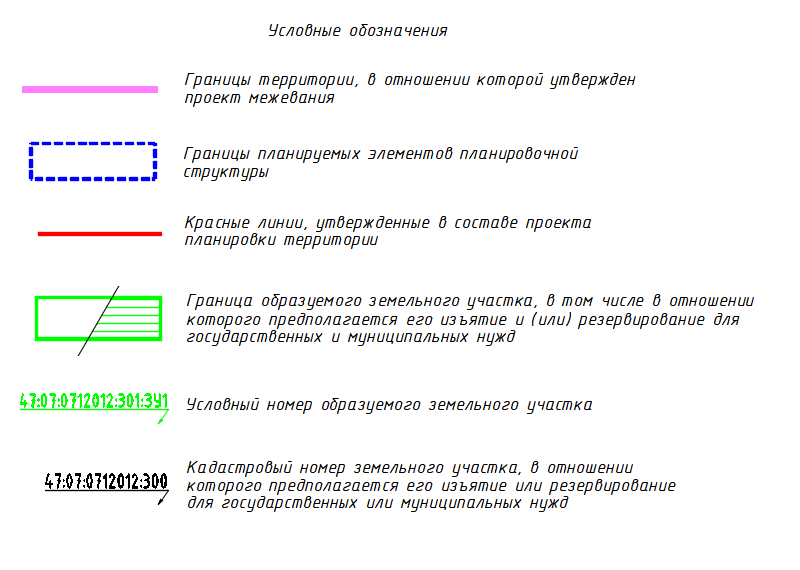 Условные обозначения
Границы территории, в отношении которой утвержден
проект межевания
Границы планируемых элементов планировочной
структуры
Красные линии, утвержденные в составе проекта
планировки территории
Граница образуемого земельного участка, в том числе в отношении
которого предполагается его изъятие и (или) резервирование для
государственных и муниципальных нужд
47:07:0712012:301:ЗУ1
Условный номер образуемого земельного участка
47:07:0712012:300
Кадастровый номер земельного участка, в отношении
которого предполагается его изъятие или резервирование
для государственных или муниципальных нужд